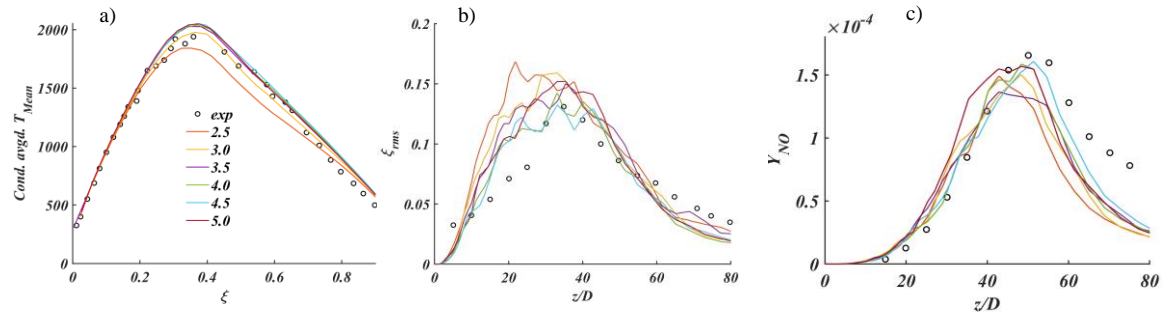 a)
Cond. avgd. T_Mean
2000
1500
1000
500
0
exp
2.5
3.0
3.5
4.0
4.5
5.0
0 0.2 0.4 0.6 0.8
ξ
b)
ξ_rms
0.2
0.15
0.1
0.05
0
0 20 40 60 80
z/D
c)
×10⁻⁴
Y_NO
1.5
1
0.5
0
0 20 40 60 80
z/D